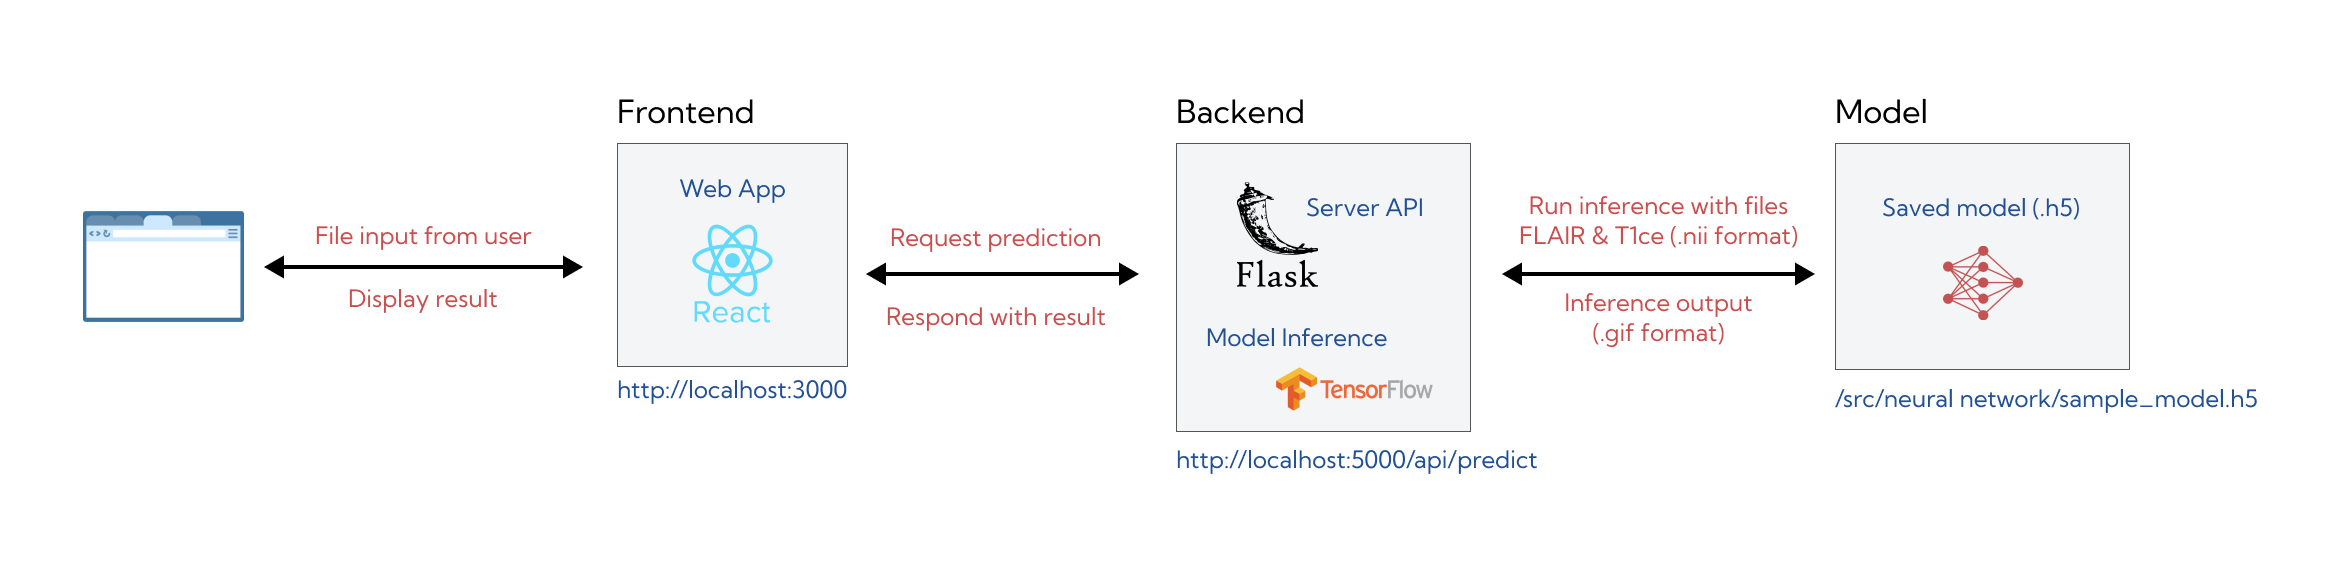 Frontend
Backend
Model
Web App
React
http://localhost:3000
File input from user
Display result
Request prediction
Respond with result
Server API
Flask
Model Inference
TensorFlow
http://localhost:5000/api/predict
Run inference with files
FLAIR & T1ce (.nii format)
Inference output
(.gif format)
Saved model (.h5)
/src/neural network/sample_model.h5